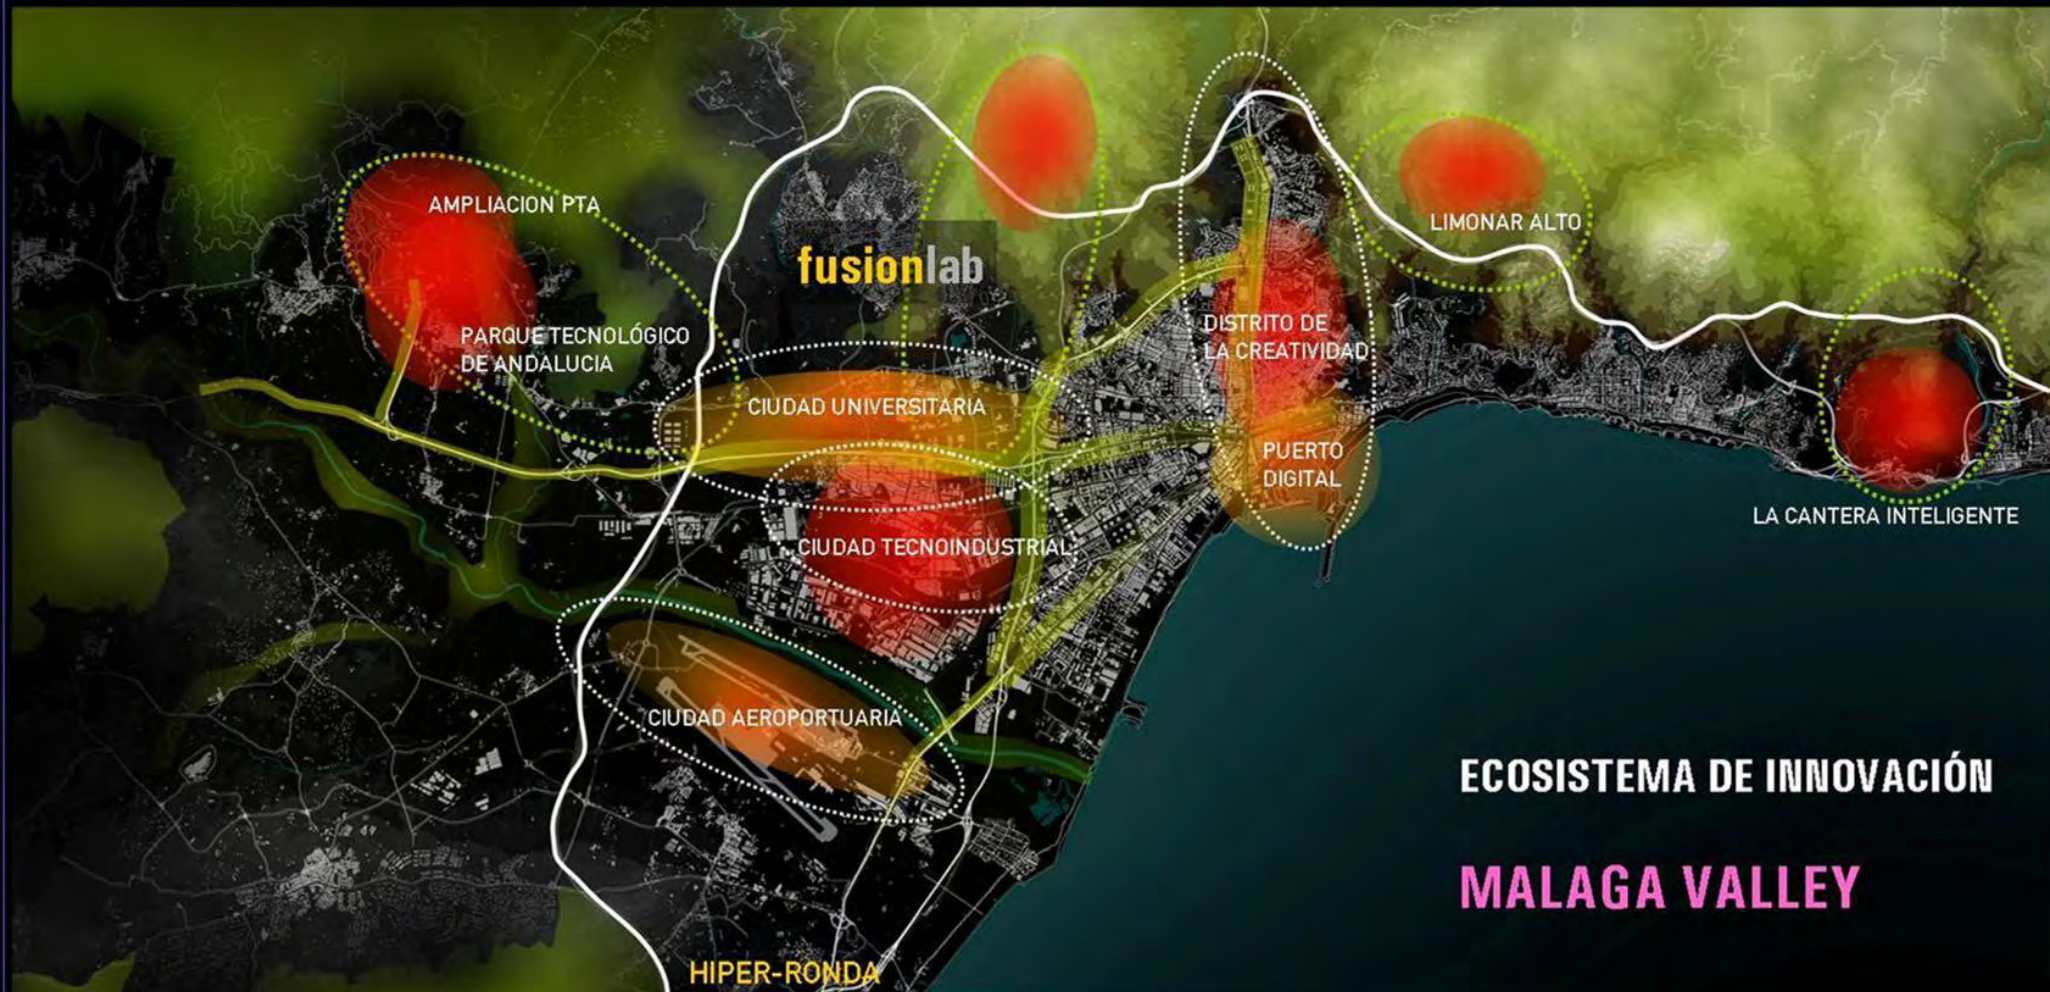 AMPLIACION PTA
LIMONAR ALTO
fusionlab
DISTRITO DE
LA CREATIVIDAD
PARQUE TECNOLÓGICO
DE ANDALUCIA
CIUDAD UNIVERSITARIA
PUERTO
DIGITAL
LA CANTERA INTELIGENTE
CIUDAD TECNOINDUSTRIAL
CIUDAD AEROPORTUARIA
ECOSISTEMA DE INNOVACIÓN
MALAGA VALLEY
HIPER-RONDA